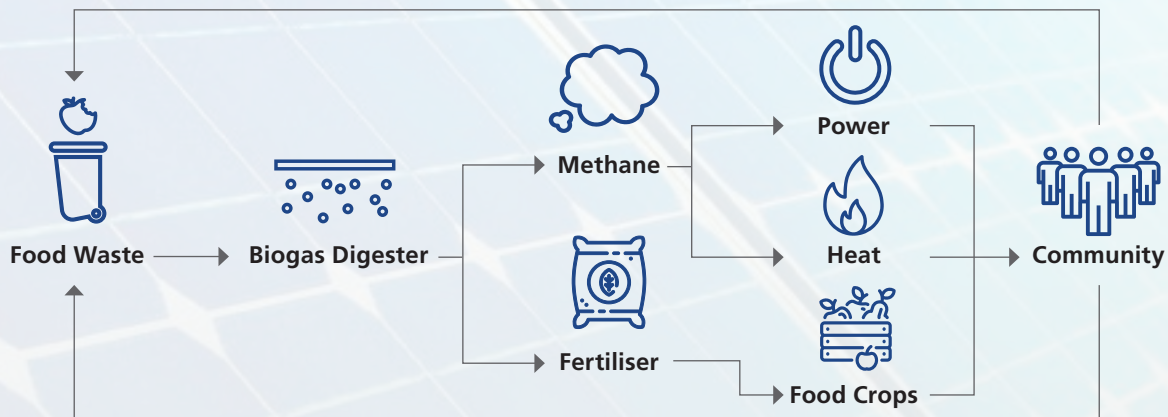 Food Waste
Biogas Digester
Methane
Fertiliser
Power
Heat
Food Crops
Community